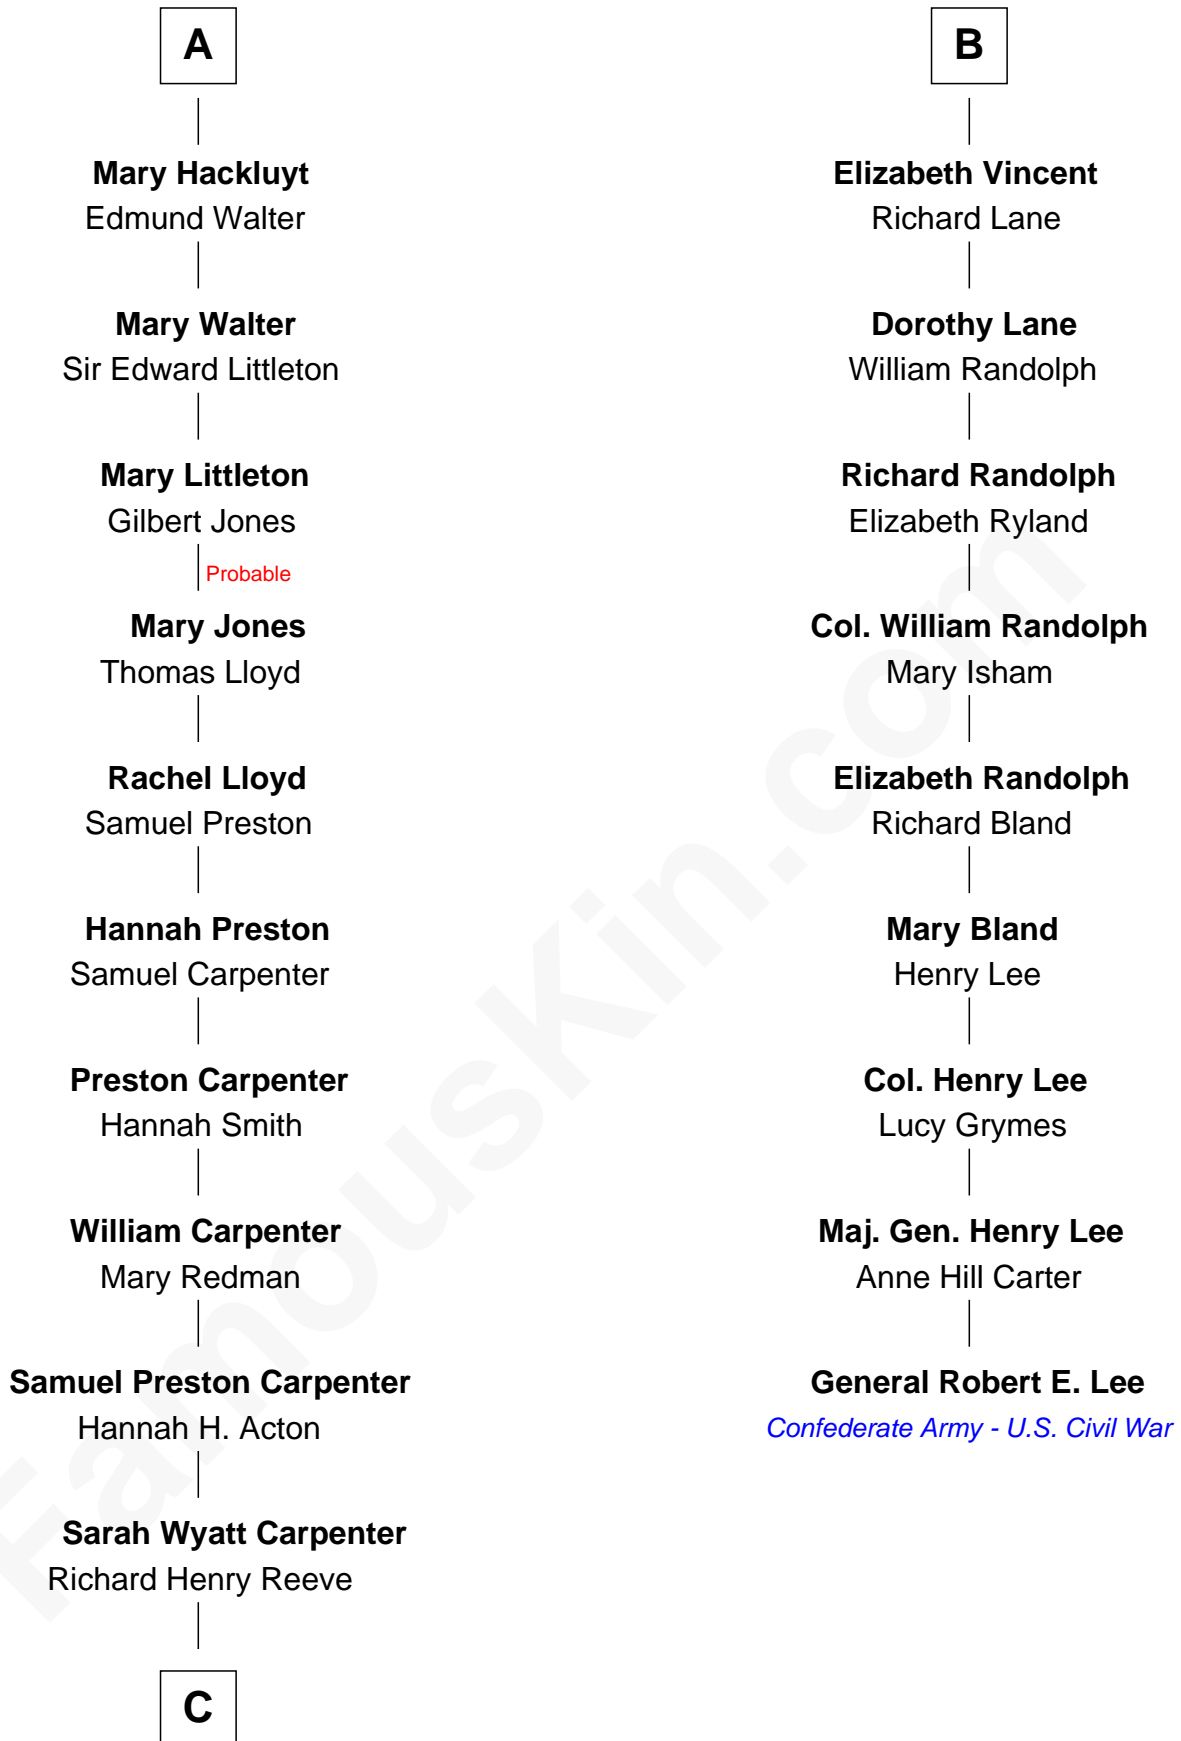 A
Mary Hackluyt
Edmund Walter
Mary Walter
Sir Edward Littleton
Mary Littleton
Gilbert Jones
Probable
Mary Jones
Thomas Lloyd
Rachel Lloyd
Samuel Preston
Hannah Preston
Samuel Carpenter
Preston Carpenter
Hannah Smith
William Carpenter
Mary Redman
Samuel Preston Carpenter
Hannah H. Acton
Sarah Wyatt Carpenter
Richard Henry Reeve
C
B
Elizabeth Vincent
Richard Lane
Dorothy Lane
William Randolph
Richard Randolph
Elizabeth Ryland
Col. William Randolph
Mary Isham
Elizabeth Randolph
Richard Bland
Mary Bland
Henry Lee
Col. Henry Lee
Lucy Grymes
Maj. Gen. Henry Lee
Anne Hill Carter
General Robert E. Lee
Confederate Army - U.S. Civil War
FamousKin.com